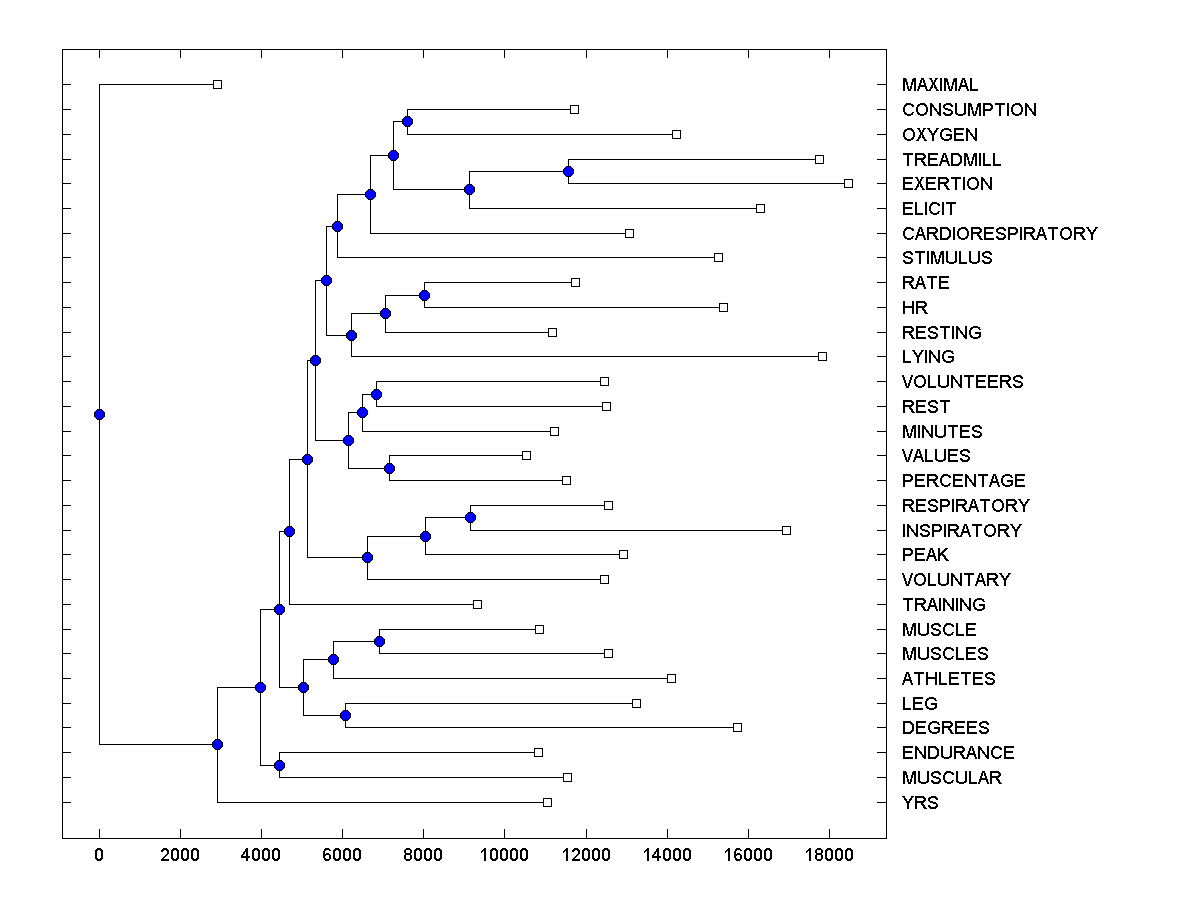 MAXIMAL
CONSUMPTION
OXYGEN
TREADMILL
EXERTION
ELICIT
CARDIORESPIRATORY
STIMULUS
RATE
HR
RESTING
LYING
VOLUNTEERS
REST
MINUTES
VALUES
PERCENTAGE
RESPIRATORY
INSPIRATORY
PEAK
VOLUNTARY
TRAINING
MUSCLE
MUSCLES
ATHLETES
LEG
DEGREES
ENDURANCE
MUSCULAR
YRS
0 2000 4000 6000 8000 10000 12000 14000 16000 18000